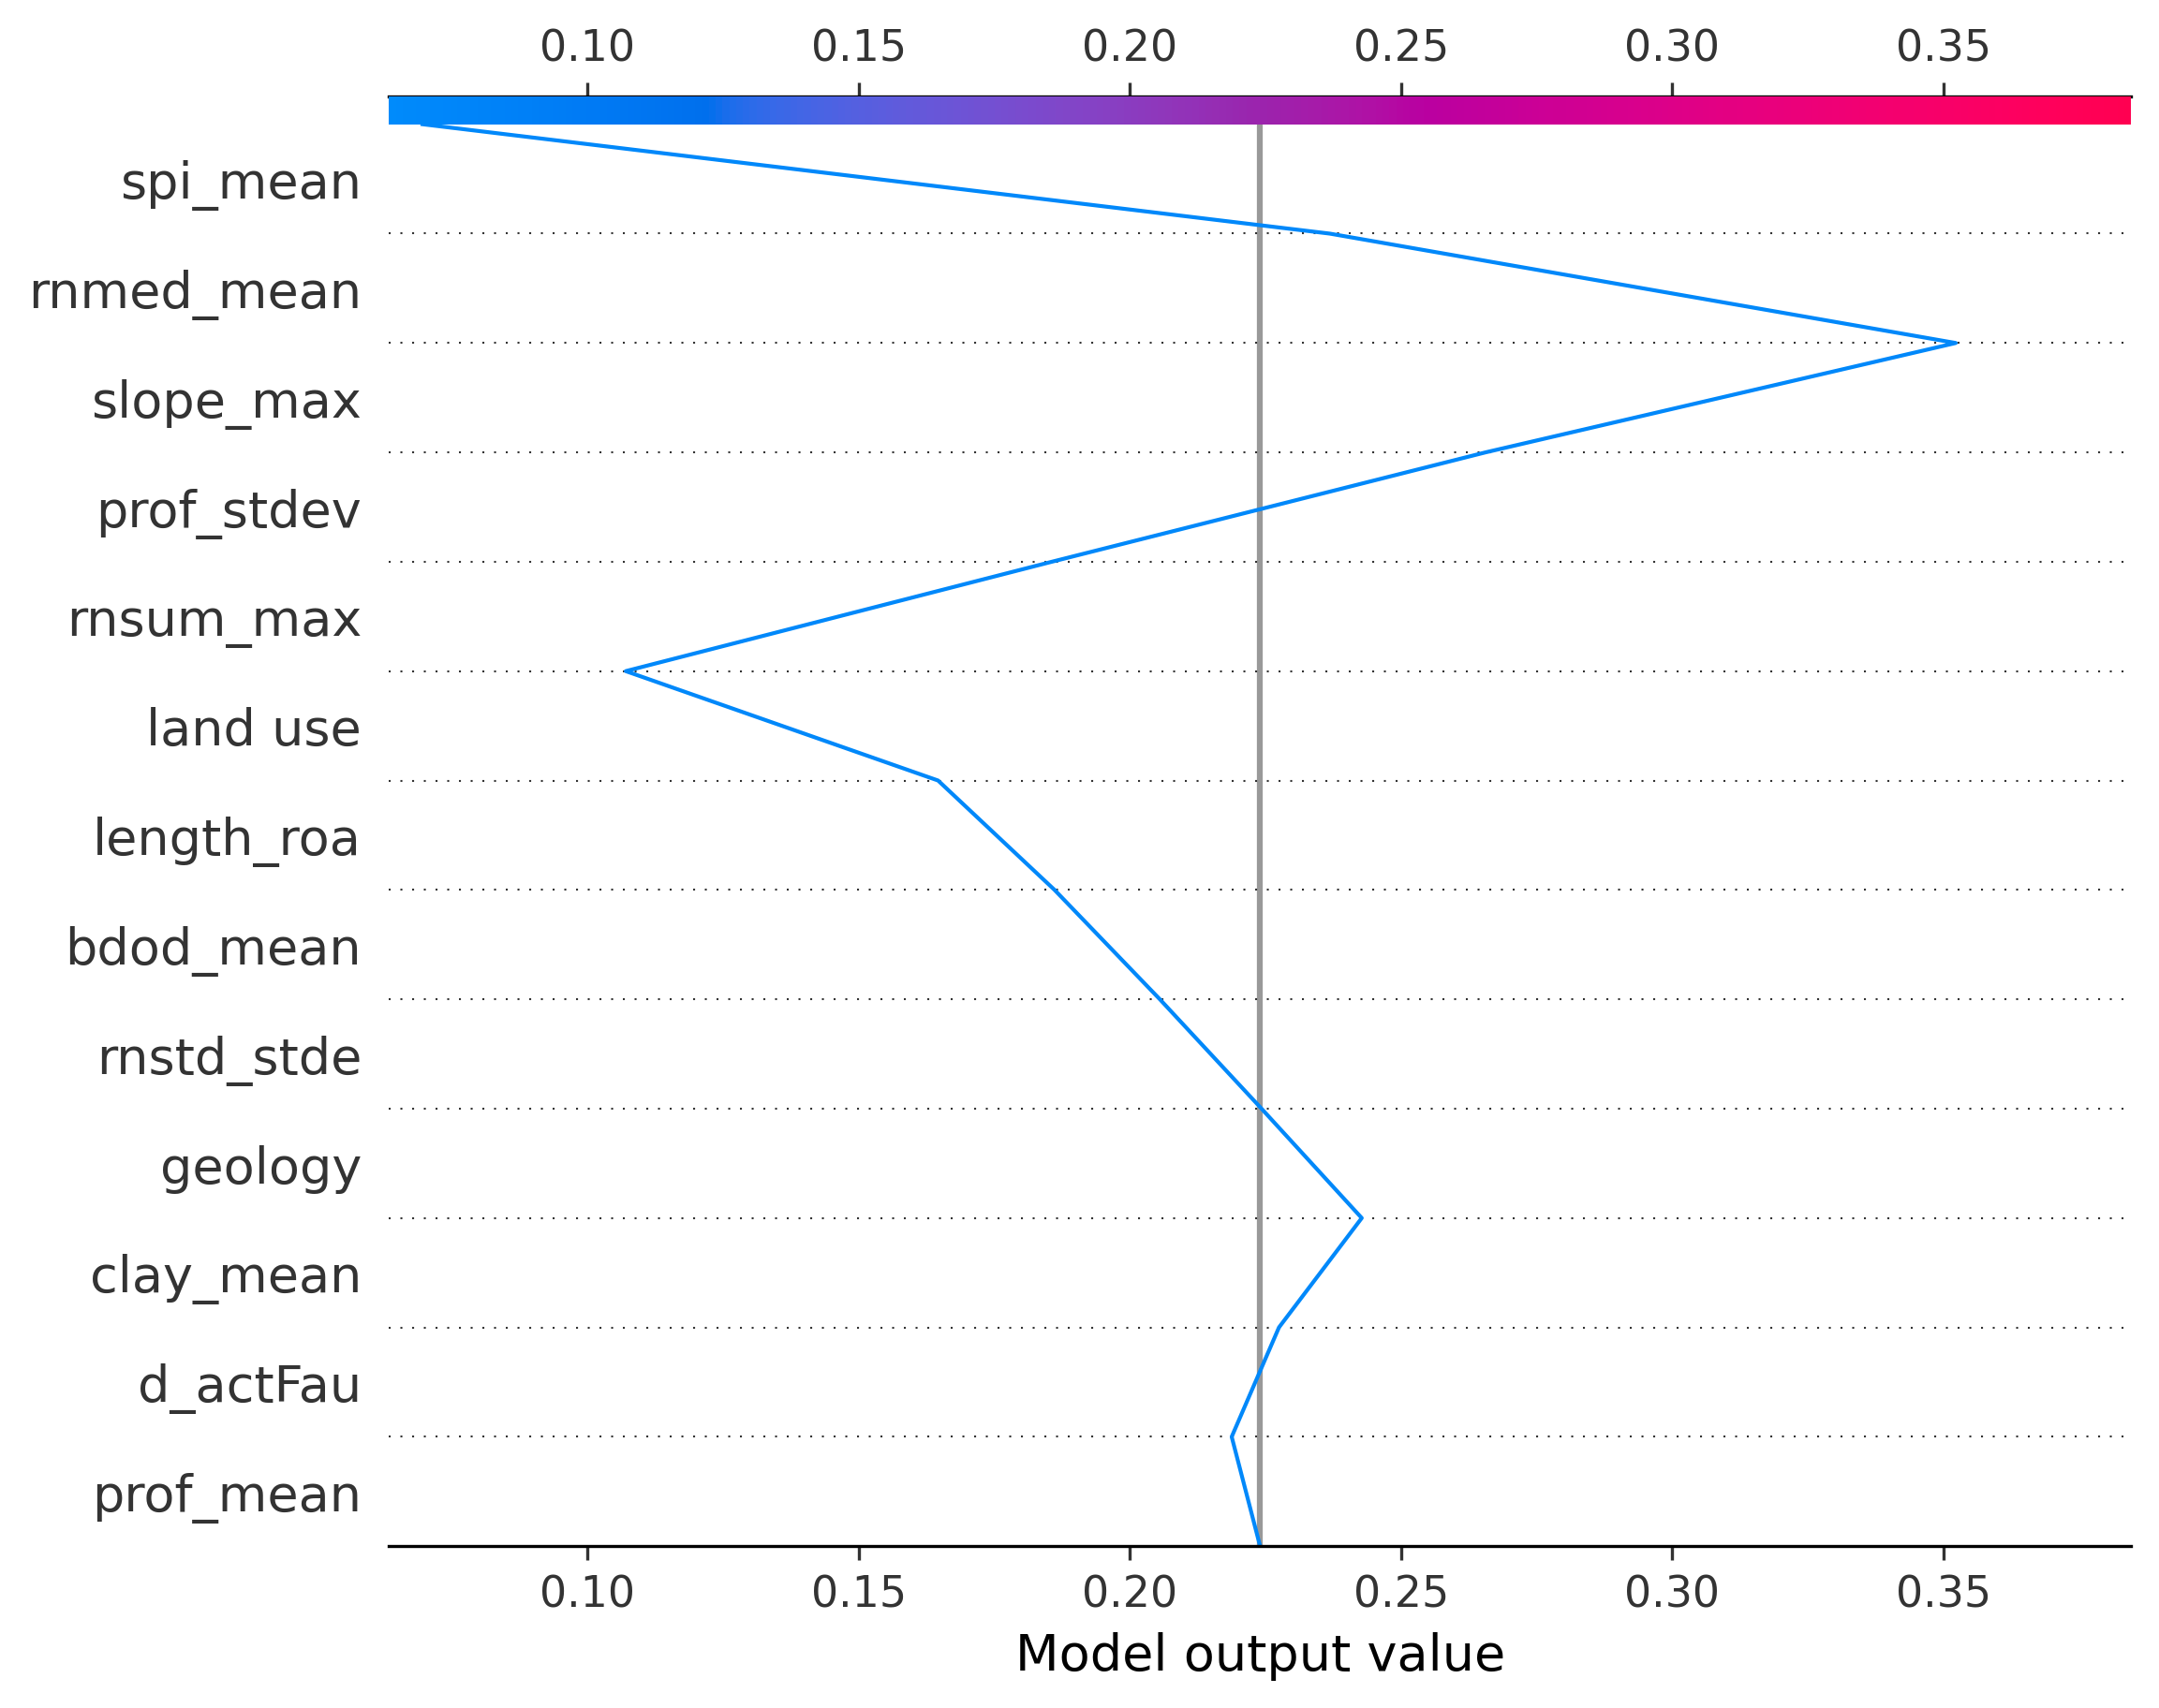 0.10 0.15 0.20 0.25 0.30 0.35
spi_mean
rnmed_mean
slope_max
prof_stdev
rnsum_max
land use
length_roa
bdod_mean
rnstd_stde
geology
clay_mean
d_actFau
prof_mean
0.10 0.15 0.20 0.25 0.30 0.35
Model output value